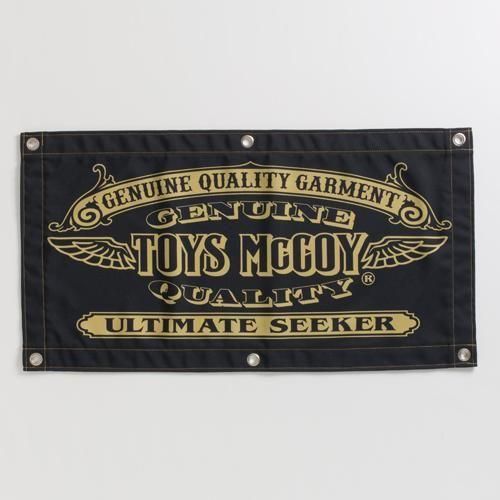 GENUINE QUALITY GARMENT
GENUINE
TOYS McCOY
QUALITY®
ULTIMATE SEEKER